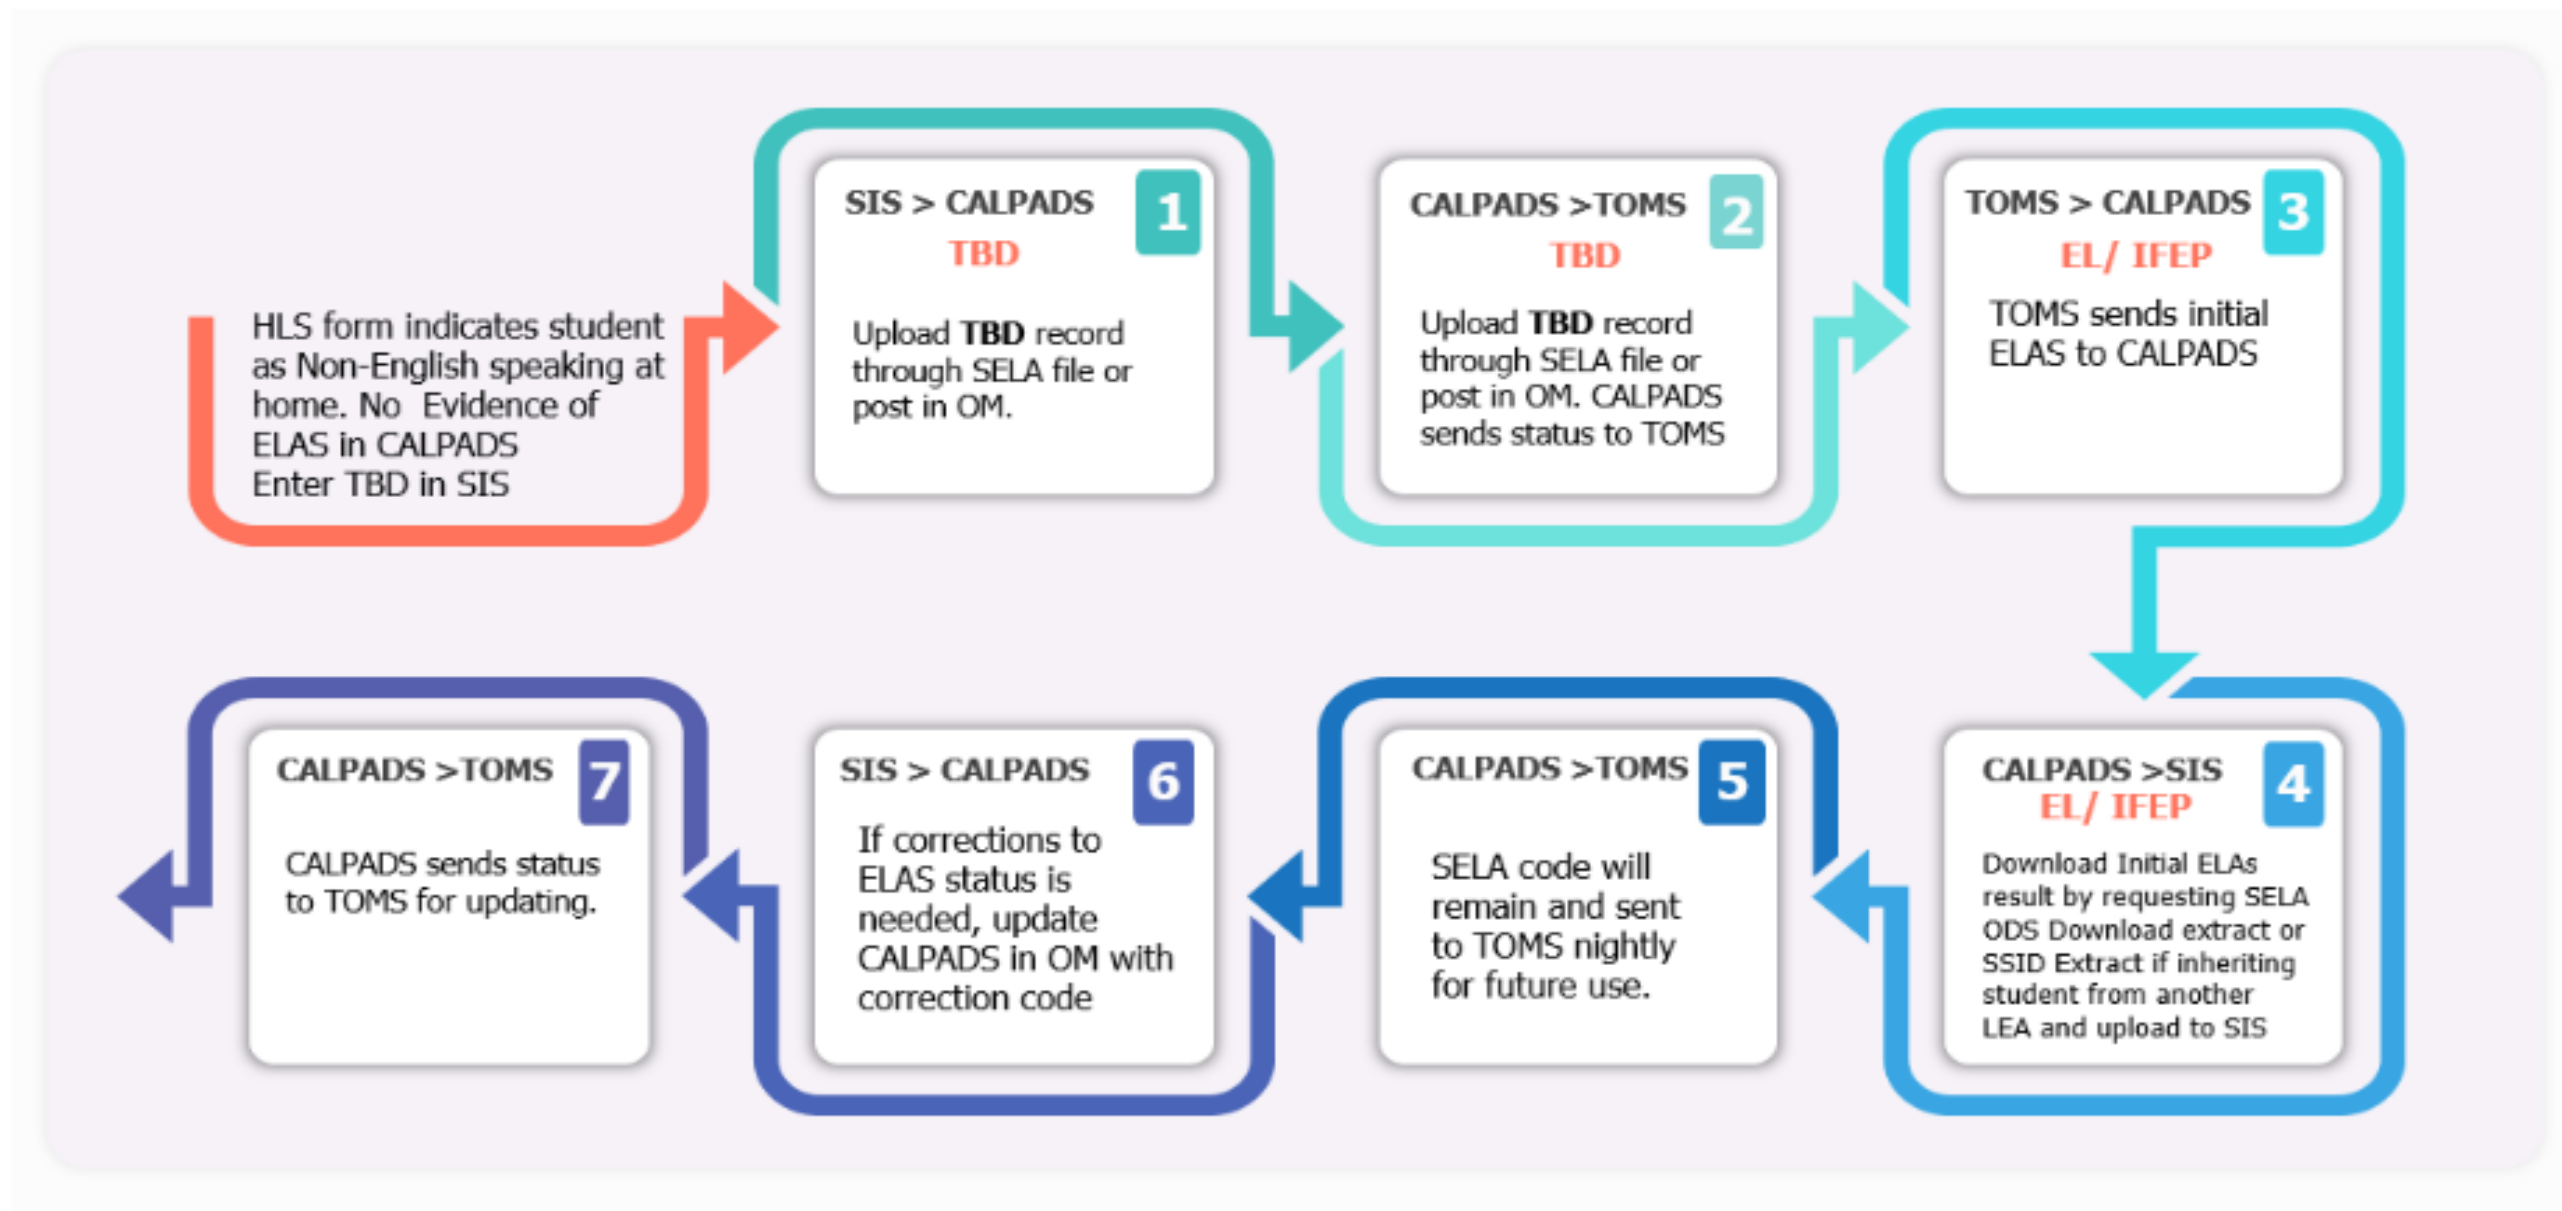 HLS form indicates student
as Non-English speaking at
home. No Evidence of
ELAS in CALPADS
Enter TBD in SIS
SIS > CALPADS
1
TBD
Upload TBD record
through SELA file or
post in OM.
CALPADS >TOMS
2
TBD
Upload TBD record
through SELA file or
post in OM. CALPADS
sends status to TOMS
TOMS > CALPADS
3
EL/ IFEP
TOMS sends initial
ELAS to CALPADS
CALPADS >SIS
4
EL/ IFEP
Download Initial ELAs
result by requesting SELA
ODS Download extract or
SSID Extract if inheriting
student from another
LEA and upload to SIS
CALPADS >TOMS
5
SELA code will
remain and sent
to TOMS nightly
for future use.
SIS > CALPADS
6
If corrections to
ELAS status is
needed, update
CALPADS in OM with
correction code
CALPADS >TOMS
7
CALPADS sends status
to TOMS for updating.